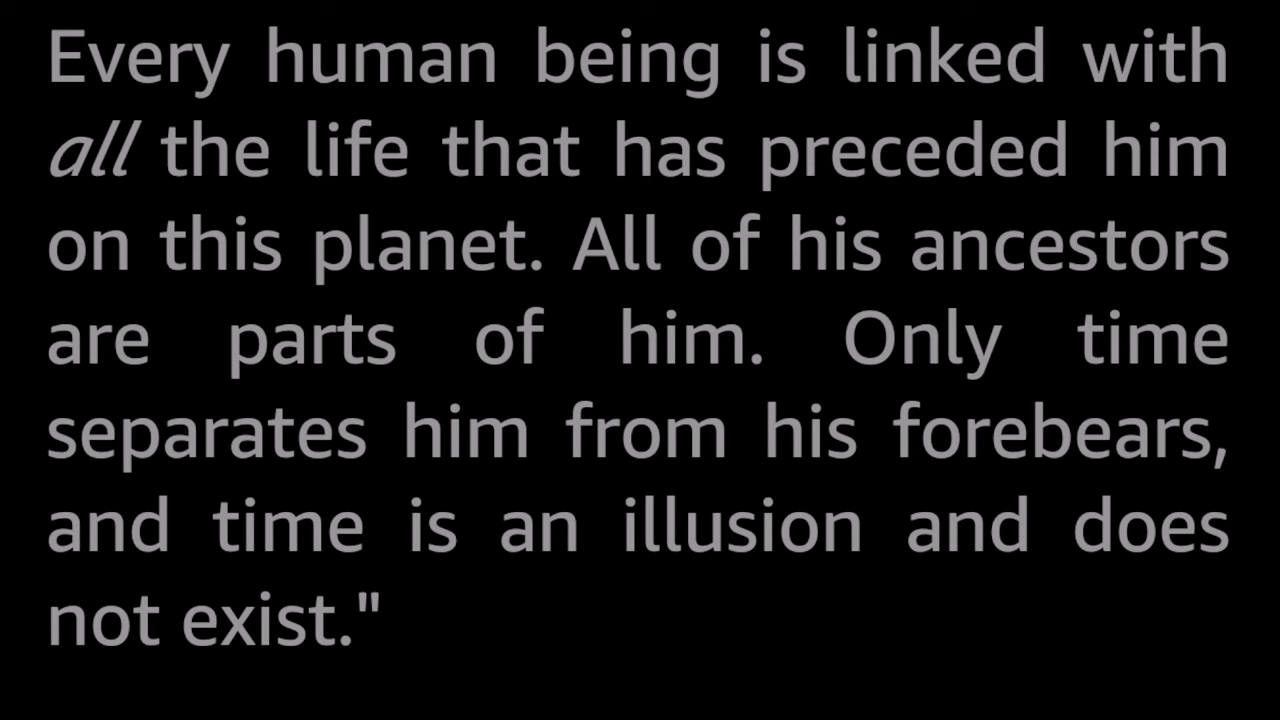 Every human being is linked with
all the life that has preceded him
on this planet. All of his ancestors
are parts of him. Only time
separates him from his forebears,
and time is an illusion and does
not exist."